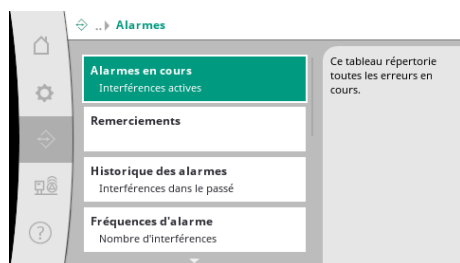 ..▸ Alarmes
Alarmes en cours
Interférences actives
Remerciements
Historique des alarmes
Interférences dans le passé
Fréquences d'alarme
Nombre d'interférences
Ce tableau répertorie
toutes les erreurs en
cours.
?